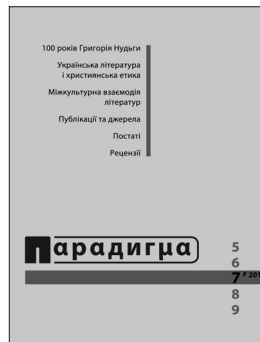 100 років Григорія Нудьги
Українська література
і християнська етика
Міжкультурна взаємодія
літератур
Публікації та джерела
Постаті
Рецензії
парадигма
5
6
7'
8
9